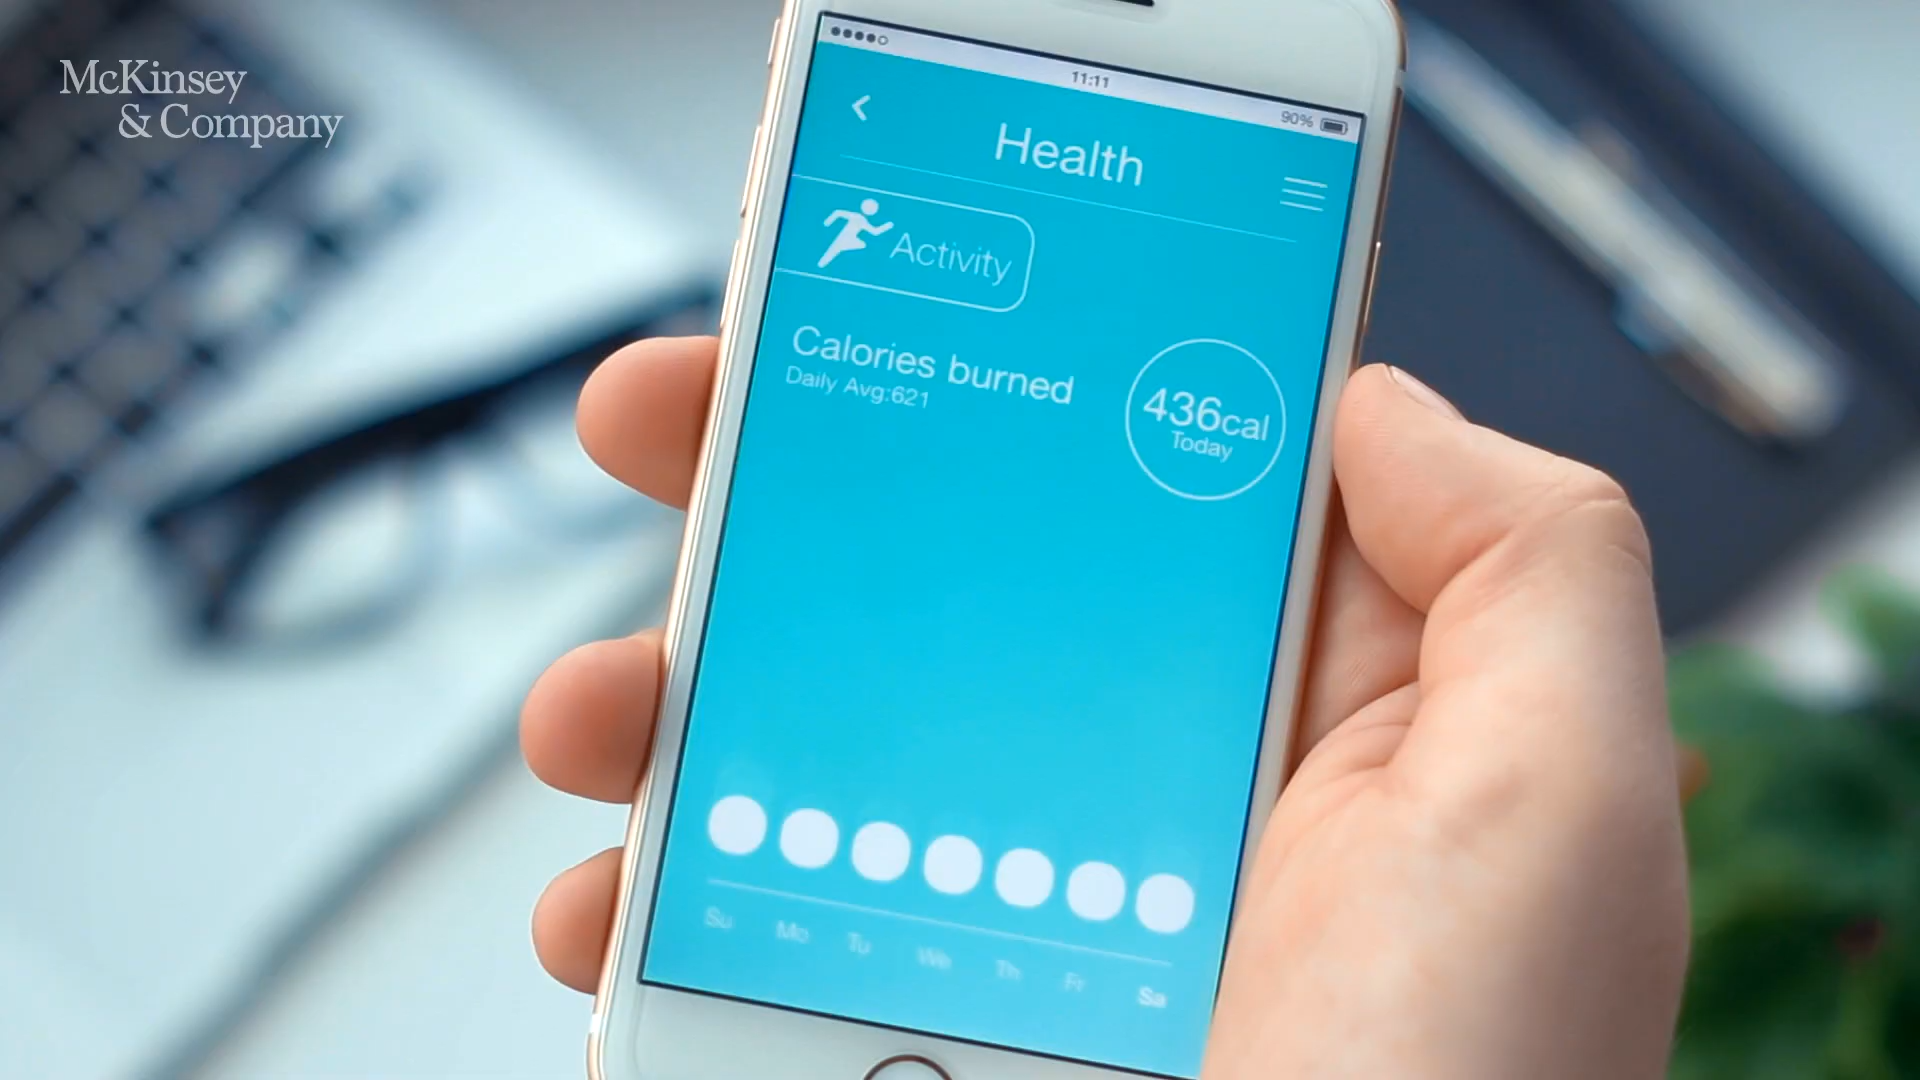 McKinsey
& Company
11:11
90%
Health
Activity
Calories burned
Daily Avg:621
436cal
Today
Su Mo Tu We Th Fr Sa